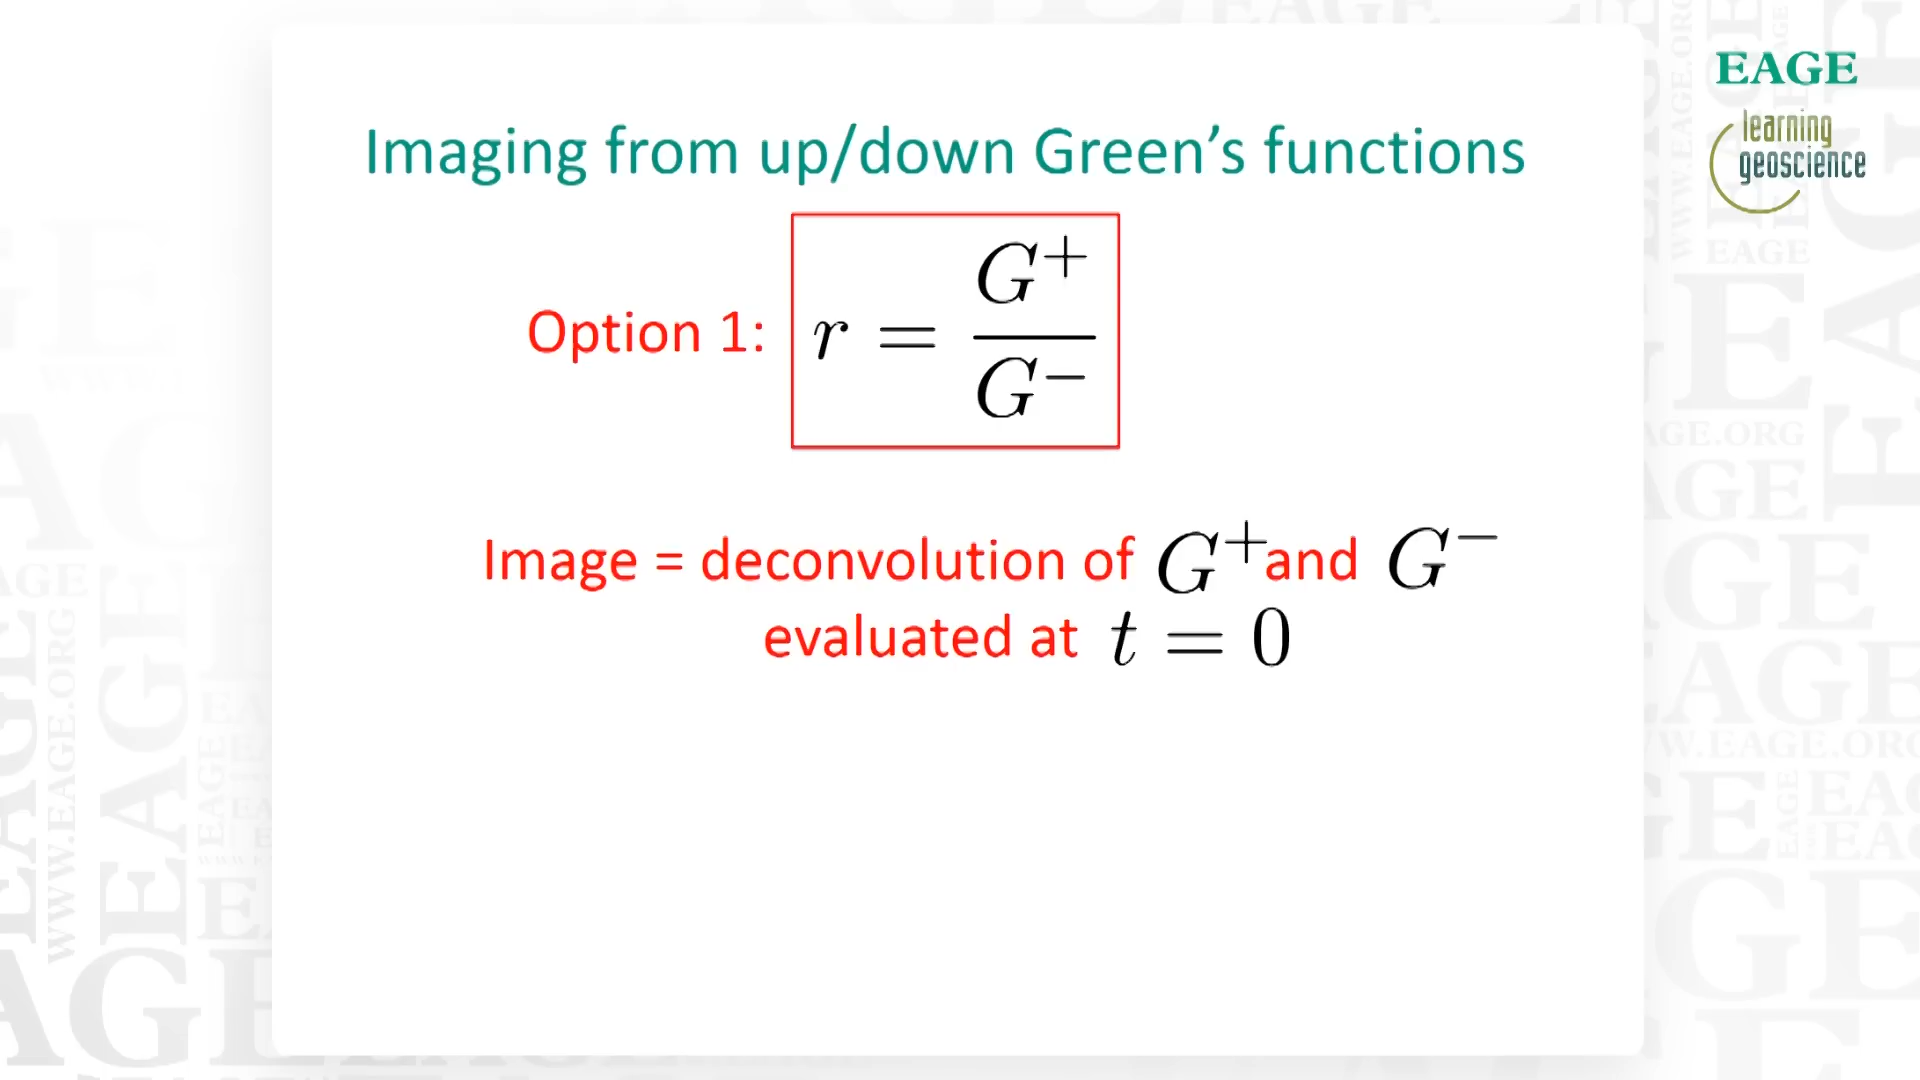 EAGE
learning
geoscience
Imaging from up/down Green's functions
Option 1: r = G⁺ / G⁻
Image = deconvolution of G⁺ and G⁻
evaluated at t = 0